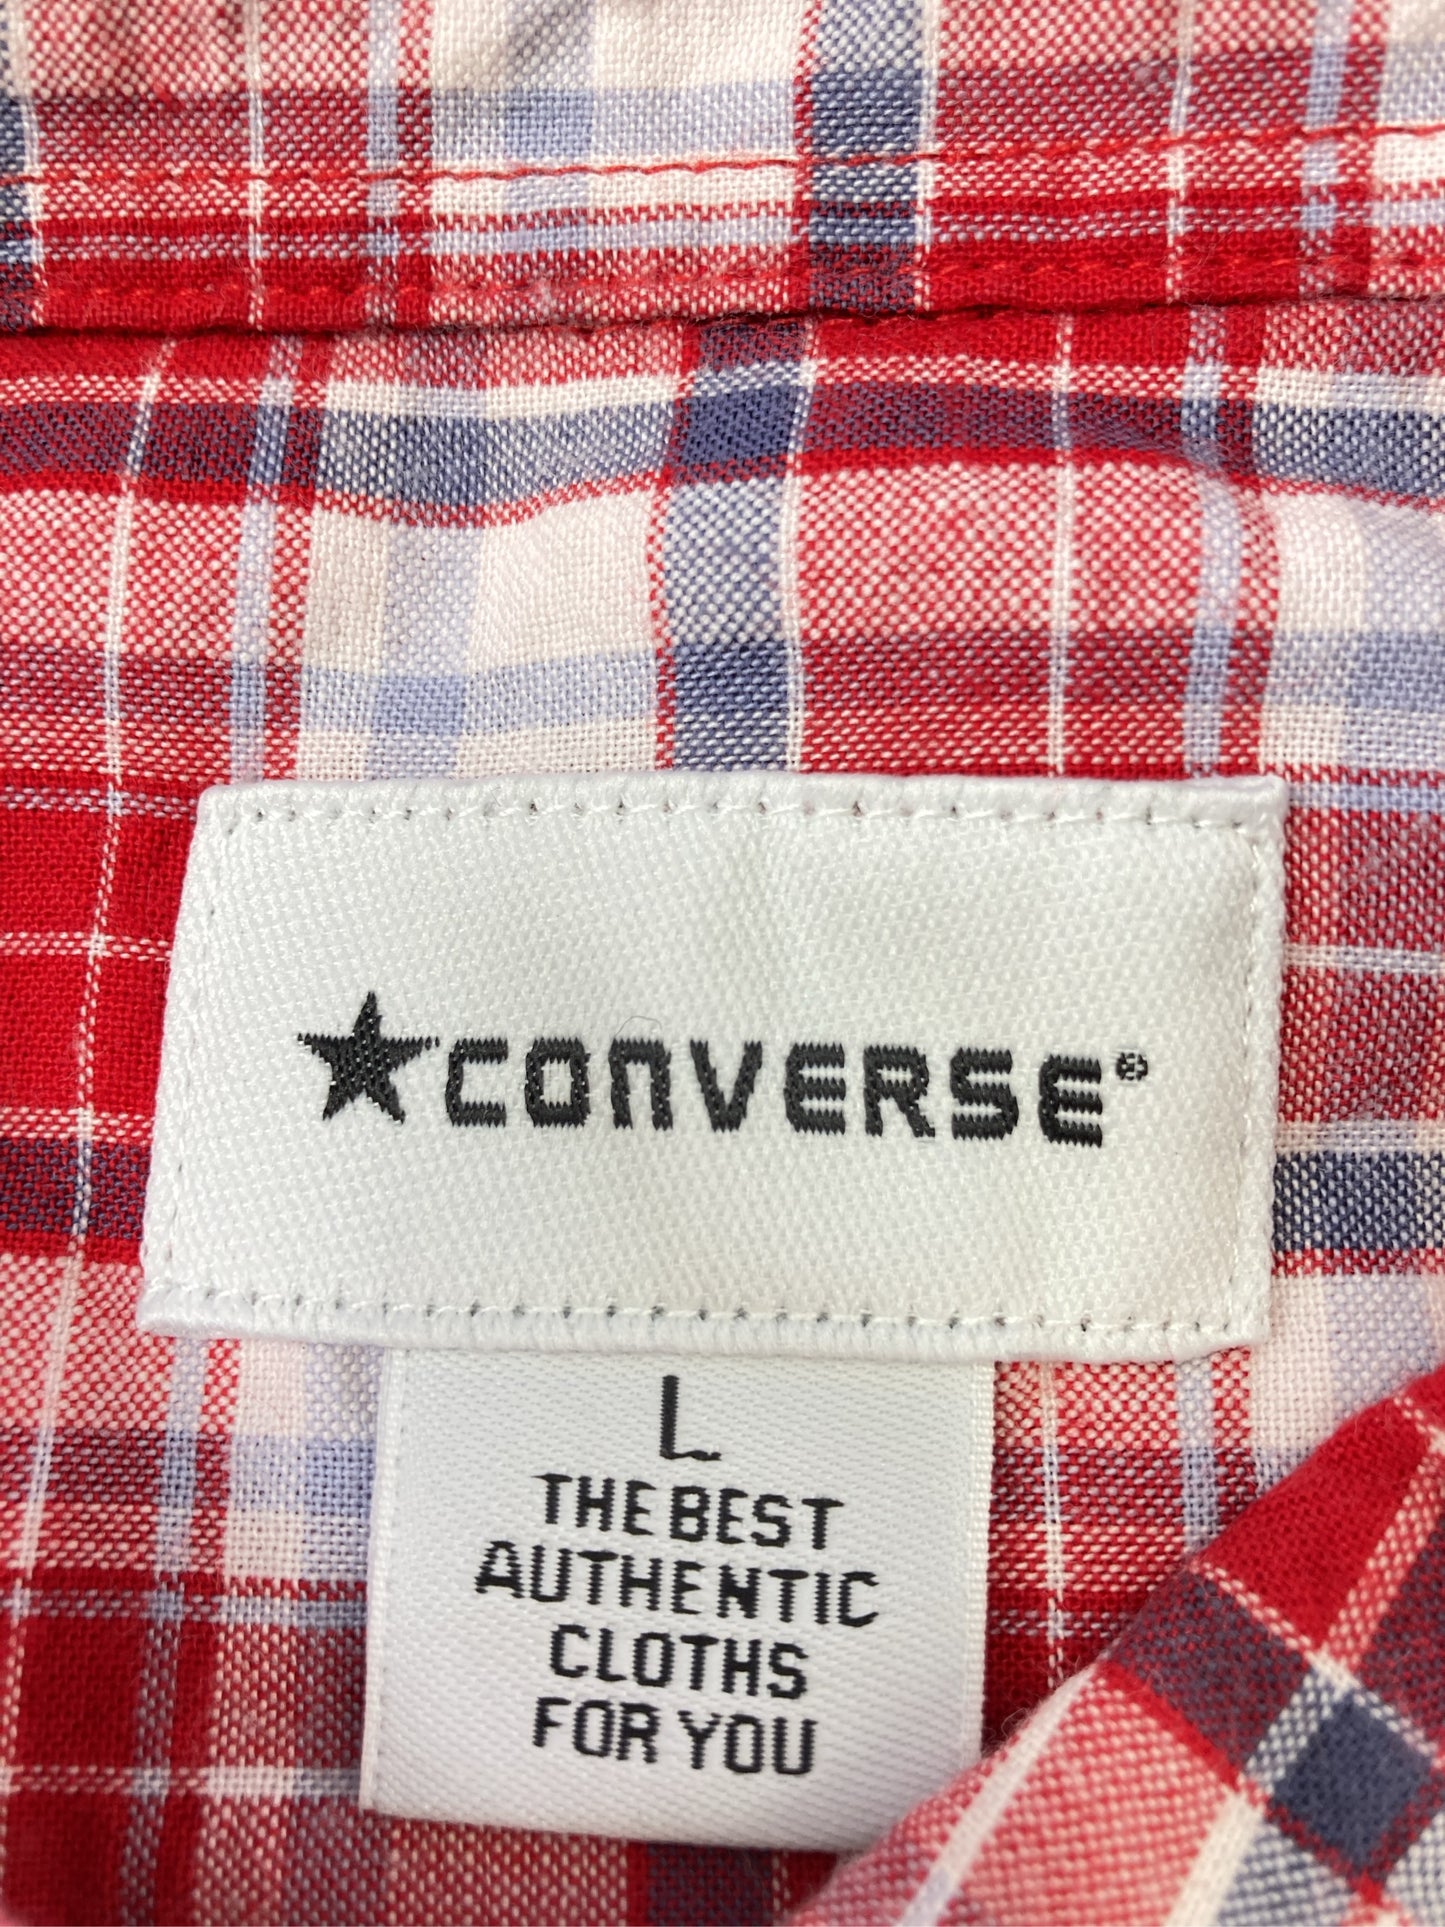 CONVERSE®
L
THE BEST
AUTHENTIC
CLOTHS
FOR YOU